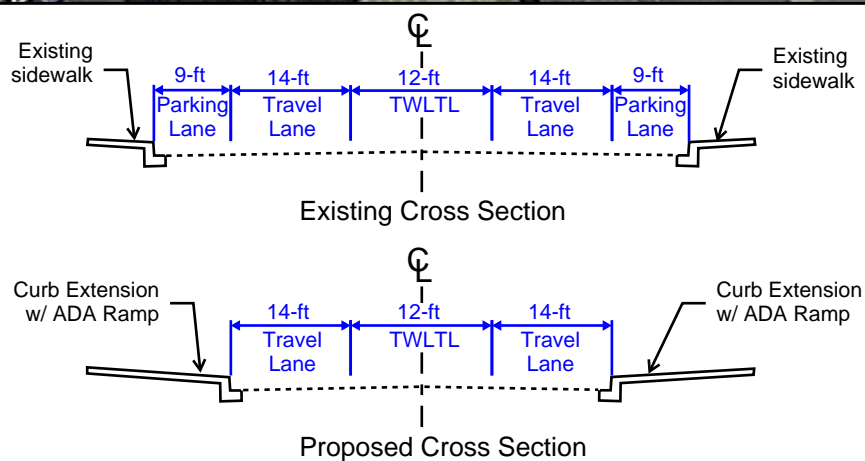 ℄
Existing
sidewalk
9-ft 14-ft 12-ft 14-ft 9-ft
Parking
Lane
Travel
Lane
TWLTL
Travel
Lane
Parking
Lane
Existing
sidewalk
Existing Cross Section
℄
Curb Extension
w/ ADA Ramp
14-ft 12-ft 14-ft
Travel
Lane
TWLTL
Travel
Lane
Curb Extension
w/ ADA Ramp
Proposed Cross Section